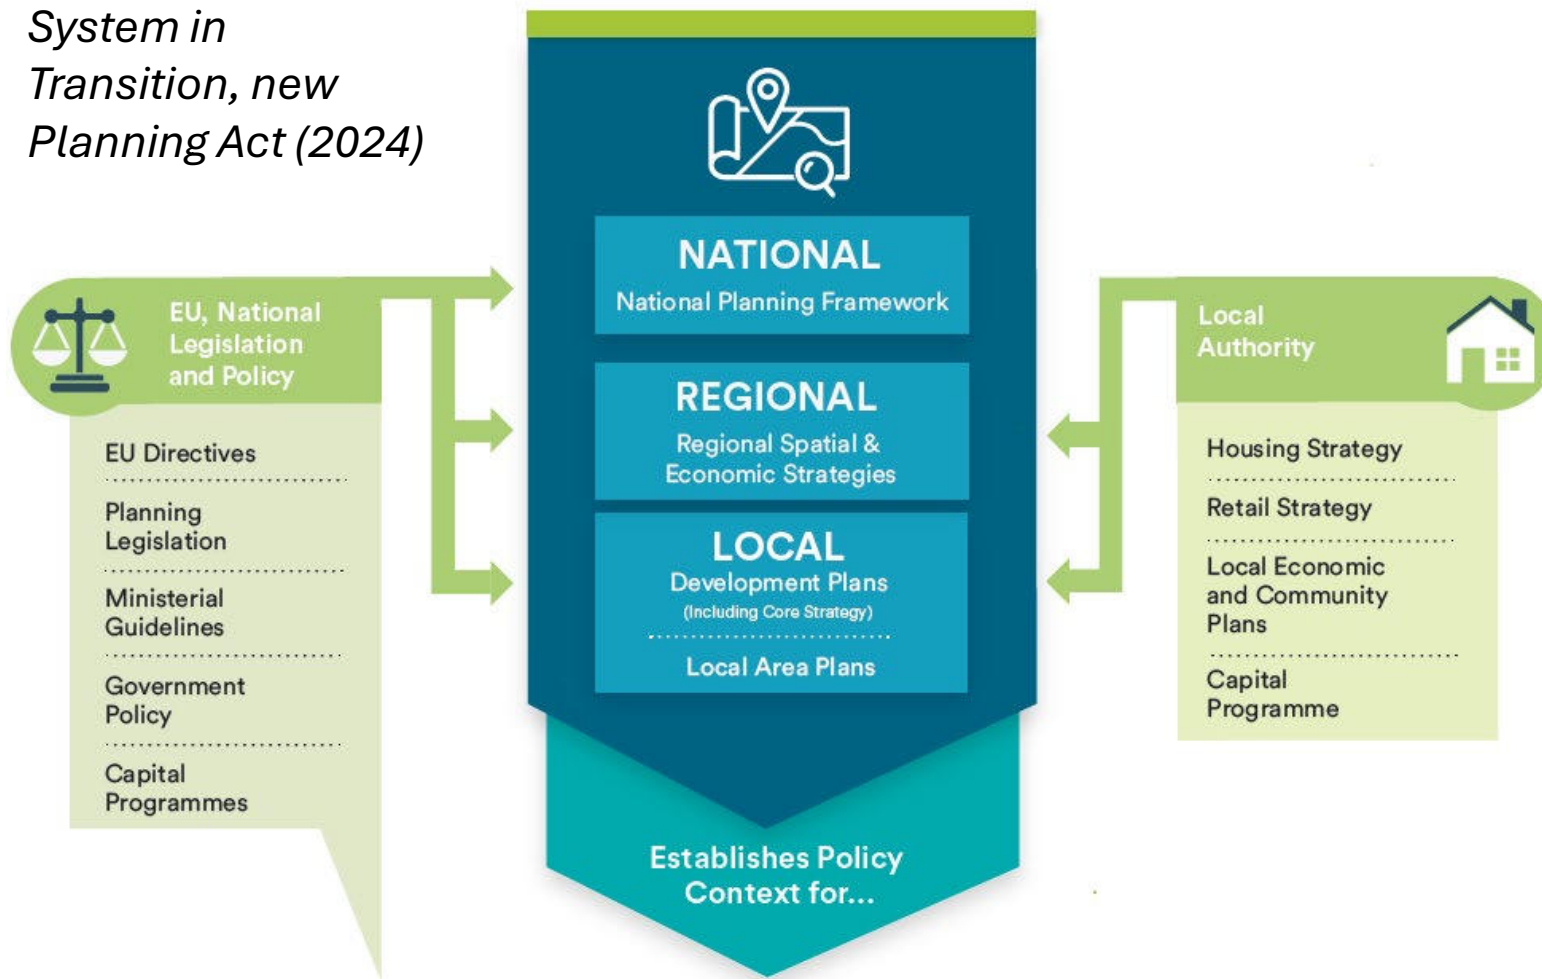 System in
Transition, new
Planning Act (2024)
NATIONAL
National Planning Framework
REGIONAL
Regional Spatial &
Economic Strategies
LOCAL
Development Plans
(Including Core Strategy)
Local Area Plans
Establishes Policy
Context for...
EU, National
Legislation
and Policy
EU Directives
Planning
Legislation
Ministerial
Guidelines
Government
Policy
Capital
Programmes
Local
Authority
Housing Strategy
Retail Strategy
Local Economic
and Community
Plans
Capital
Programme